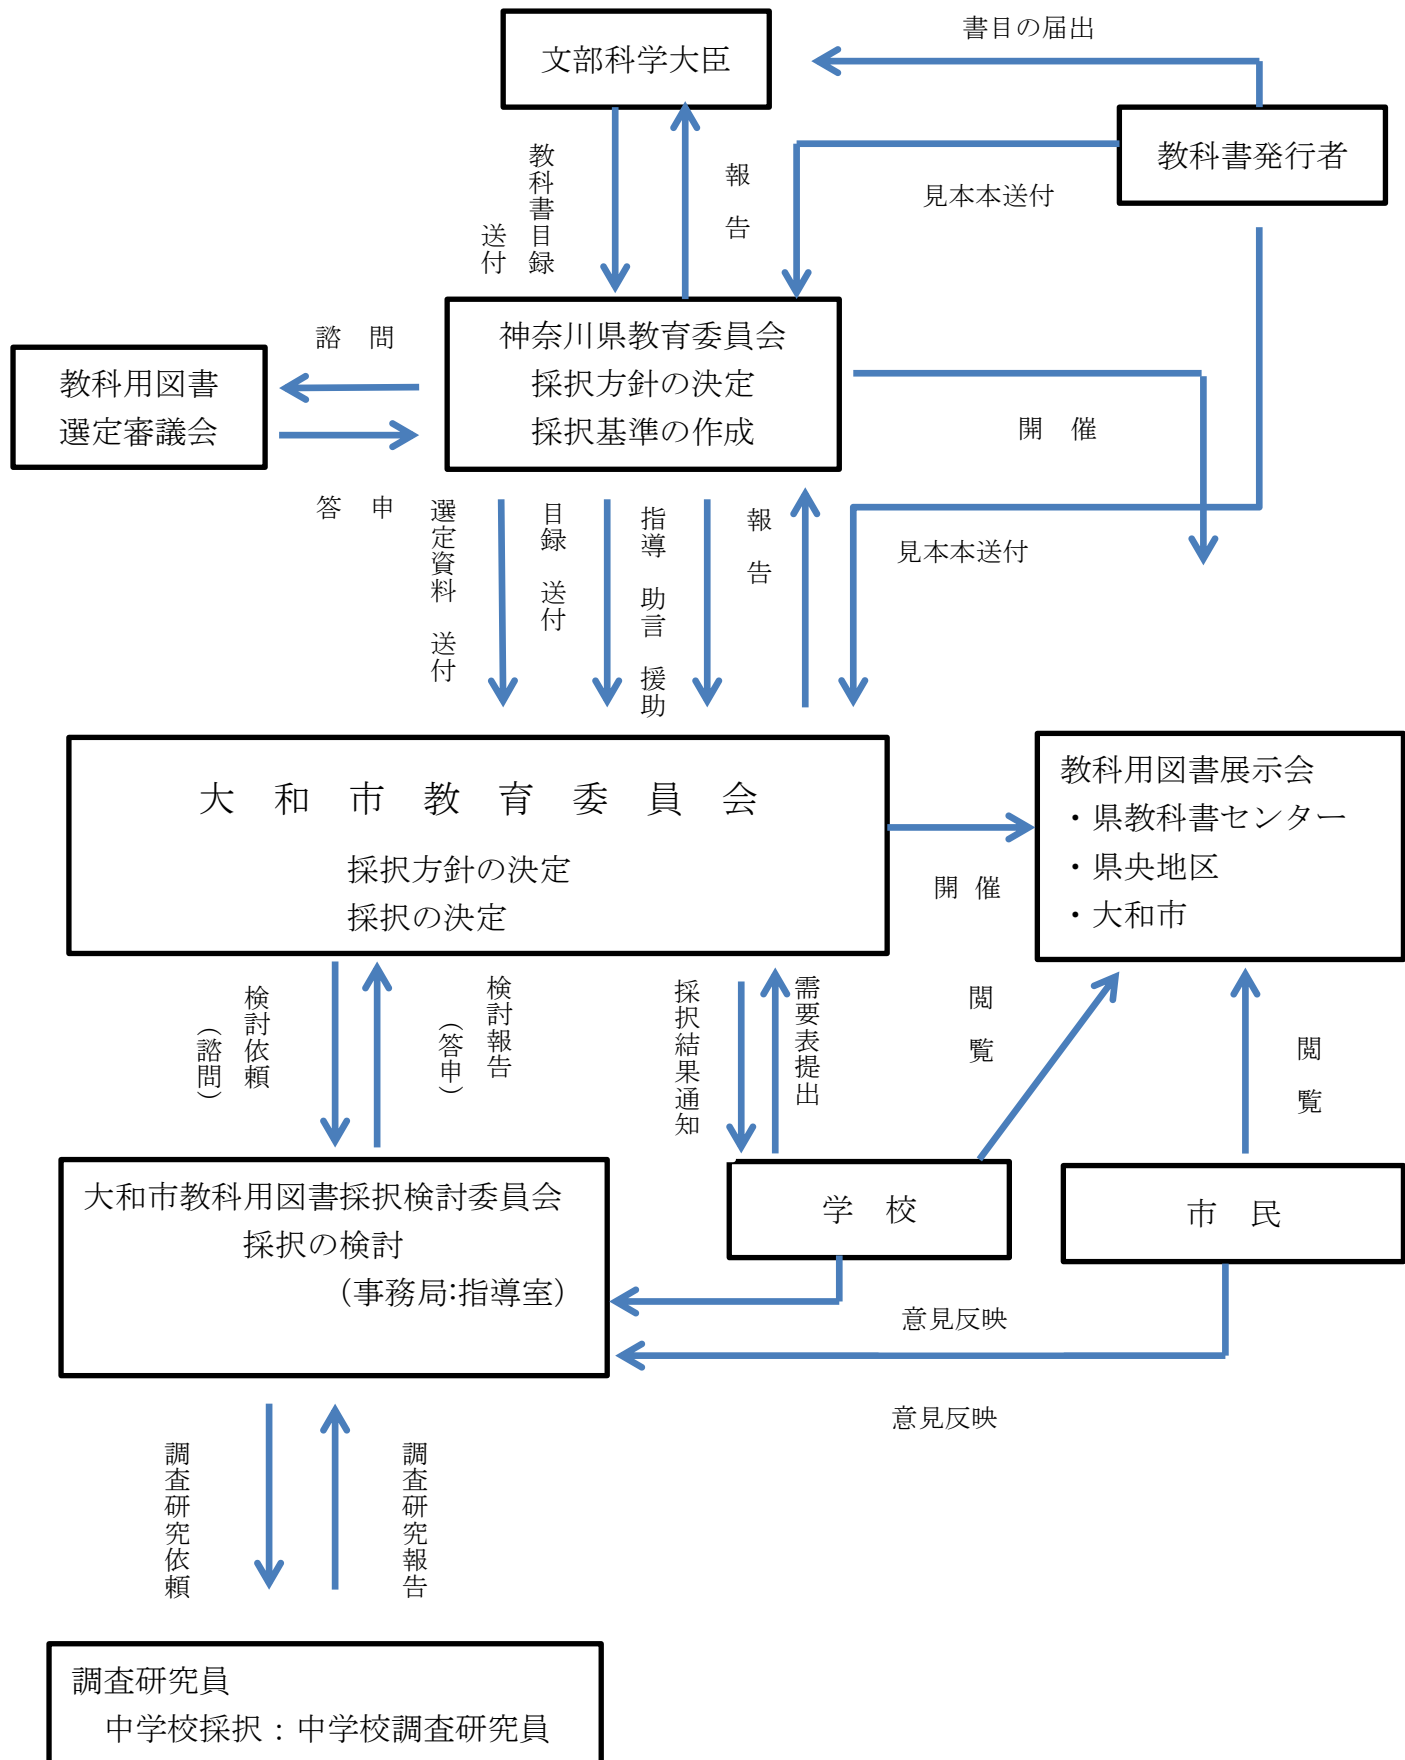 書目の届出
文部科学大臣
教科書発行者
見本本送付
教科書目録
送付
報 告
神奈川県教育委員会
採択方針の決定
採択基準の作成
諮 問
教科用図書
選定審議会
答 申
開 催
選定資料 送付
目録 送付
指導 助言 援助
報 告
見本本送付
大 和 市 教 育 委 員 会
採択方針の決定
採択の決定
開 催
教科用図書展示会
・県教科書センター
・県央地区
・大和市
検討依頼
(諮問)
検討報告
(答申)
採択結果通知
需要表提出
閲 覧
閲 覧
大和市教科用図書採択検討委員会
採択の検討
(事務局:指導室)
学 校
市 民
意見反映
意見反映
調査研究依頼
調査研究報告
調査研究員
中学校採択:中学校調査研究員